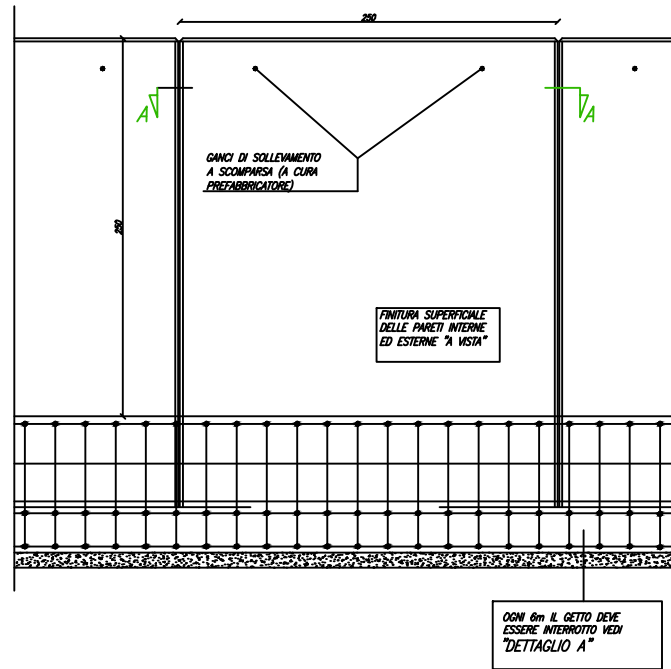 250
A
A
GANCI DI SOLLEVAMENTO
A SCOMPARSA (A CURA
PREFABBRICATORE)
250
FINITURA SUPERFICIALE
DELLE PARETI INTERNE
ED ESTERNE "A VISTA"
OGNI 6m IL GETTO DEVE
ESSERE INTERROTTO VEDI
"DETTAGLIO A"